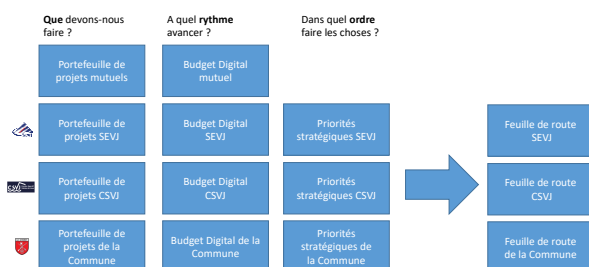 Que devons-nous
faire ?
A quel rythme
avancer ?
Dans quel ordre
faire les choses ?
Portefeuille de
projets mutuels
Budget Digital
mutuel
SEVJ
Portefeuille de
projets SEVJ
Budget Digital
SEVJ
Priorités
stratégiques SEVJ
Feuille de route
SEVJ
CSVJ
Portefeuille de
projets CSVJ
Budget Digital
CSVJ
Priorités
stratégiques CSVJ
Feuille de route
CSVJ
Portefeuille de
projets de la
Commune
Budget Digital de la
Commune
Priorités
stratégiques de
la Commune
Feuille de route
de la Commune